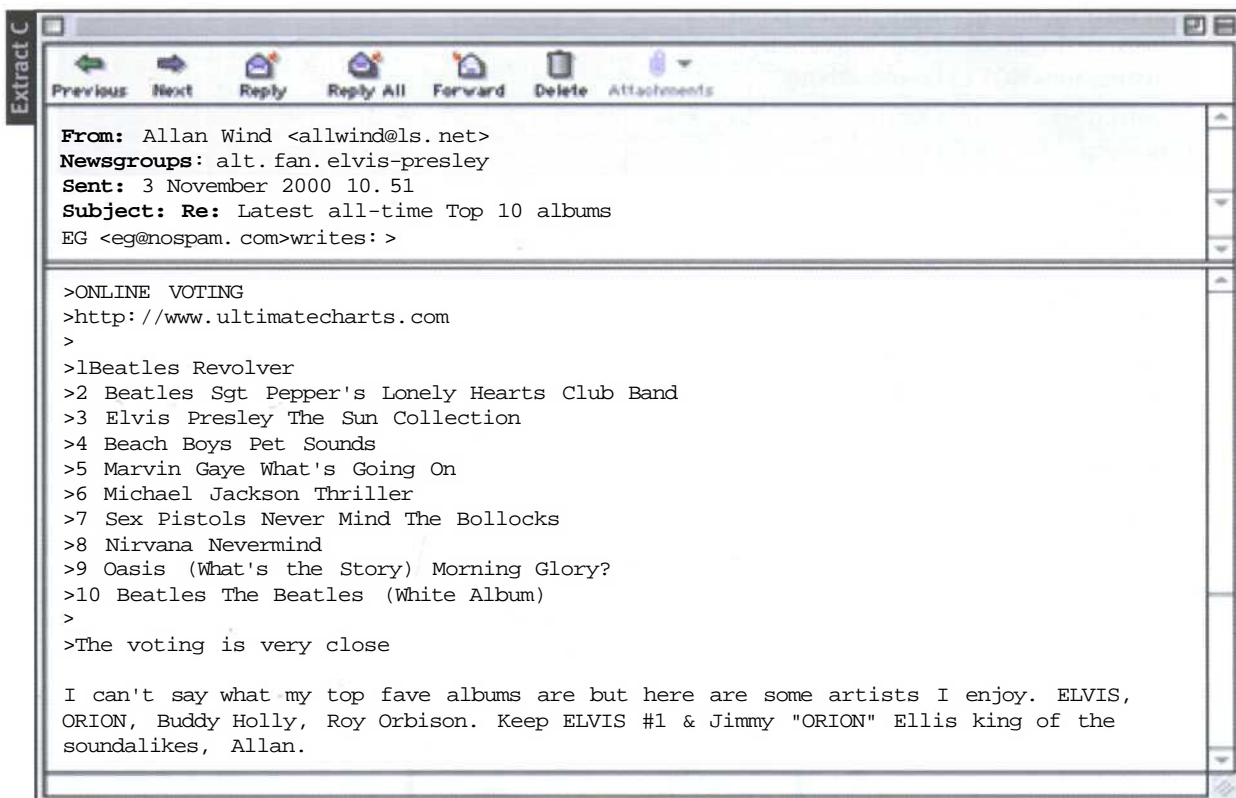 Extract C
Previous Next Reply Reply All Forward Delete Attachments
From: Allan Wind <allwind@ls.net>
Newsgroups: alt.fan.elvis-presley
Sent: 3 November 2000 10.51
Subject: Re: Latest all-time Top 10 albums
EG <eg@nospam.com>writes:>
>ONLINE VOTING
>http://www.ultimatecharts.com
>
>lBeatles Revolver
>2 Beatles Sgt Pepper's Lonely Hearts Club Band
>3 Elvis Presley The Sun Collection
>4 Beach Boys Pet Sounds
>5 Marvin Gaye What's Going On
>6 Michael Jackson Thriller
>7 Sex Pistols Never Mind The Bollocks
>8 Nirvana Nevermind
>9 Oasis (What's the Story) Morning Glory?
>10 Beatles The Beatles (White Album)
>
>The voting is very close
I can't say what my top fave albums are but here are some artists I enjoy. ELVIS,
ORION, Buddy Holly, Roy Orbison. Keep ELVIS #1 & Jimmy "ORION" Ellis king of the
soundalikes, Allan.